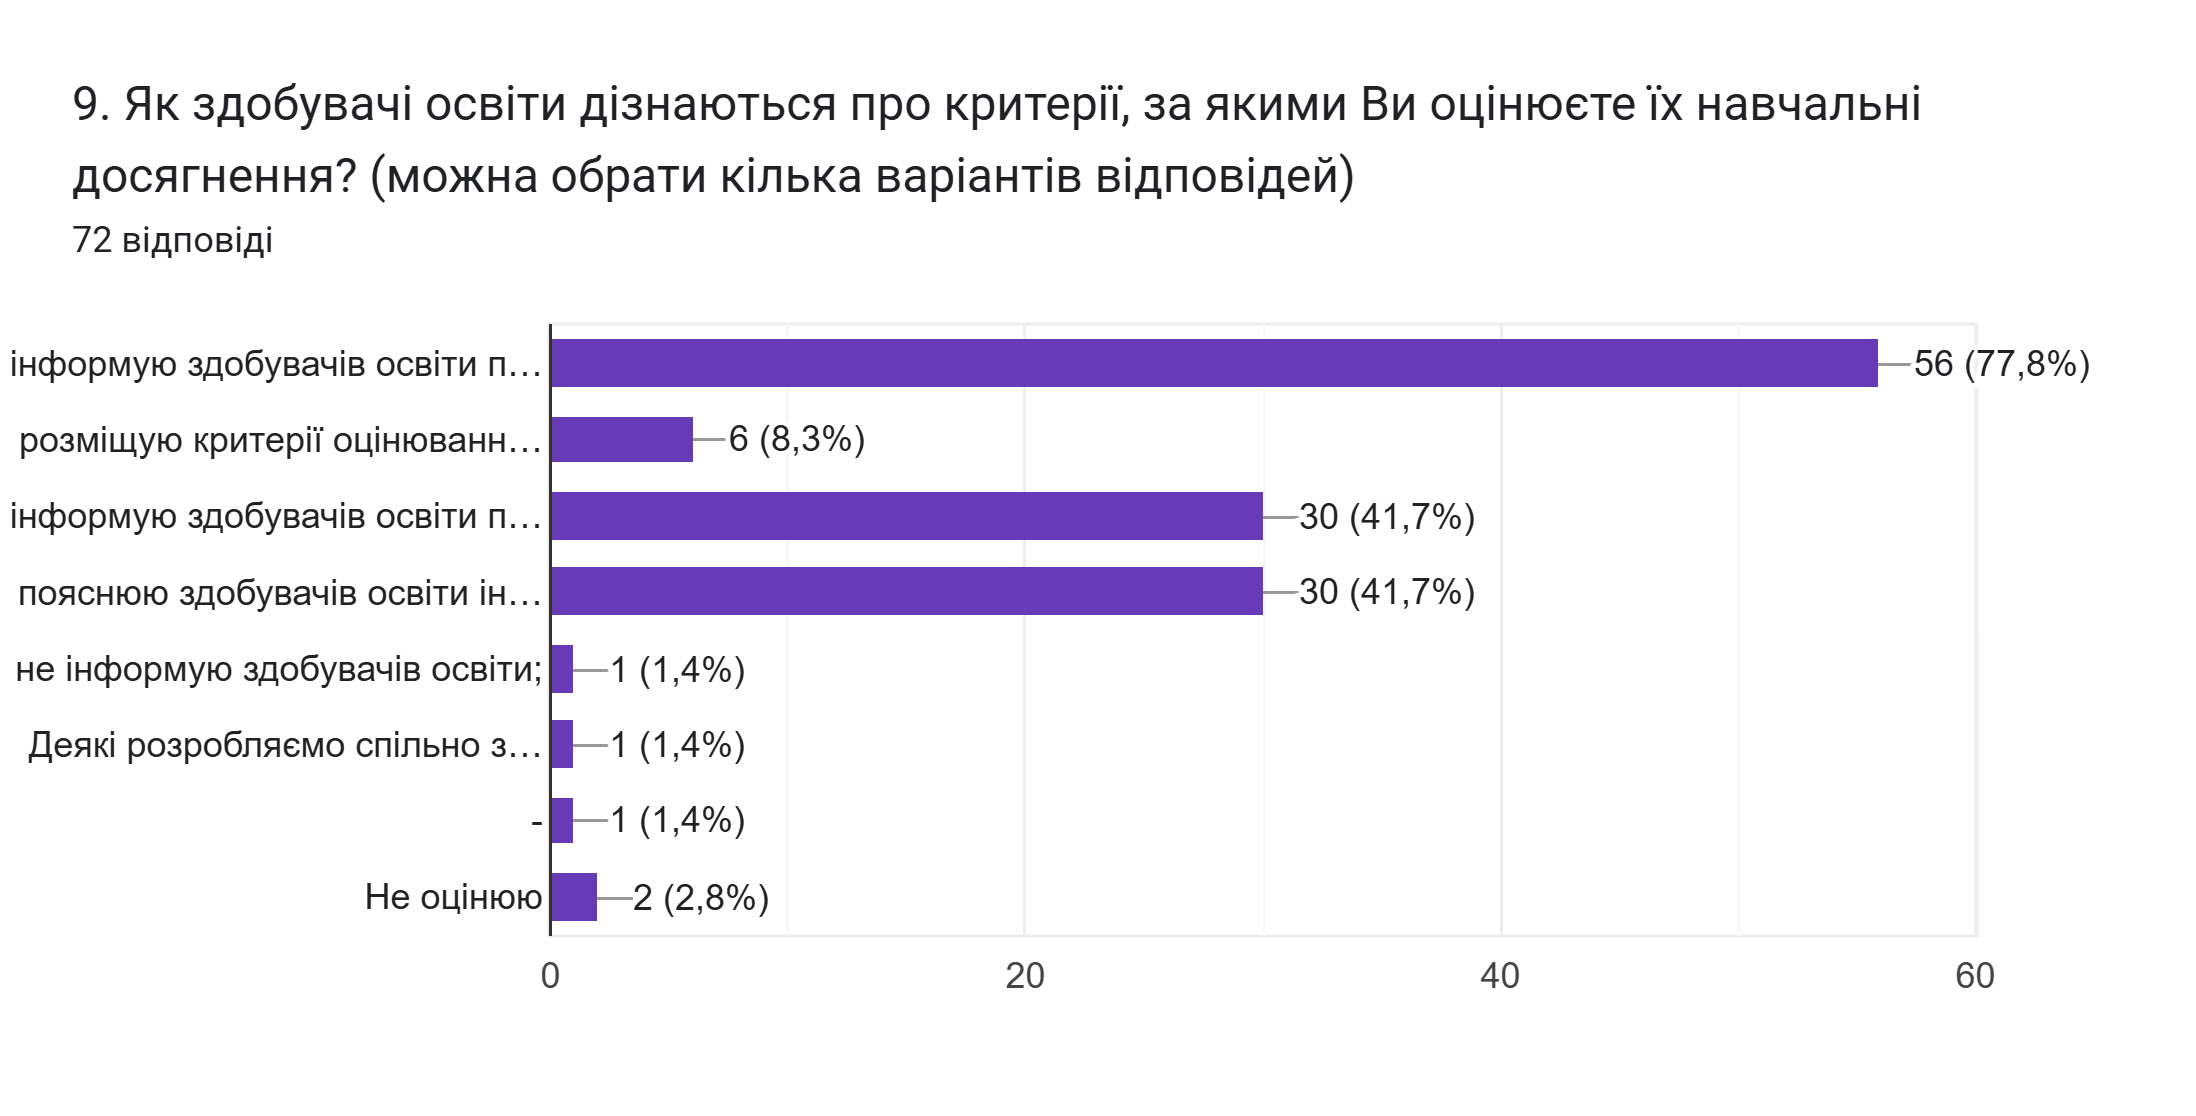 9. Як здобувачі освіти дізнаються про критерії, за якими Ви оцінюєте їх навчальні
досягнення? (можна обрати кілька варіантів відповідей)
72 відповіді
інформую здобувачів освіти п… 56 (77,8%)
розміщую критерії оцінюванн… 6 (8,3%)
інформую здобувачів освіти п… 30 (41,7%)
пояснюю здобувачів освіти ін… 30 (41,7%)
не інформую здобувачів освіти; 1 (1,4%)
Деякі розробляємо спільно з… 1 (1,4%)
- 1 (1,4%)
Не оцінюю 2 (2,8%)
0 20 40 60